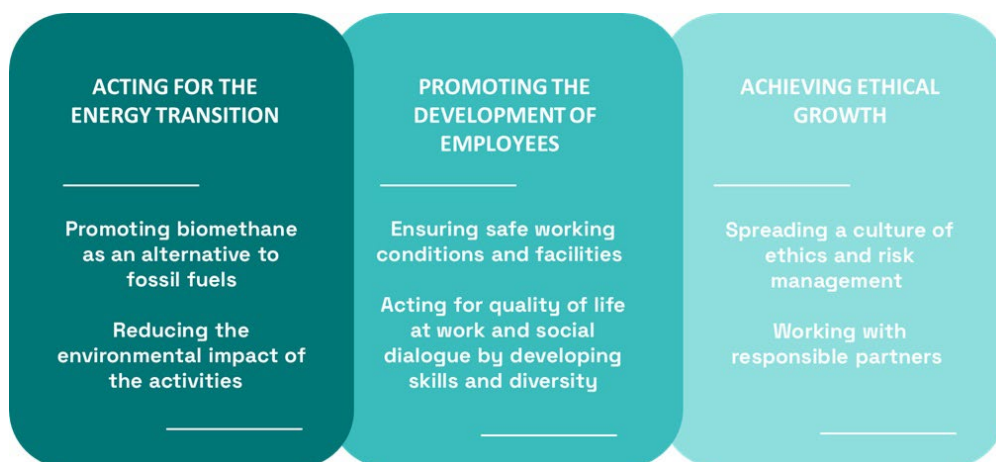 ACTING FOR THE
ENERGY TRANSITION
Promoting biomethane
as an alternative to
fossil fuels
Reducing the
environmental impact of
the activities
PROMOTING THE
DEVELOPMENT OF
EMPLOYEES
Ensuring safe working
conditions and facilities
Acting for quality of life
at work and social
dialogue by developing
skills and diversity
ACHIEVING ETHICAL
GROWTH
Spreading a culture of
ethics and risk
management
Working with
responsible partners